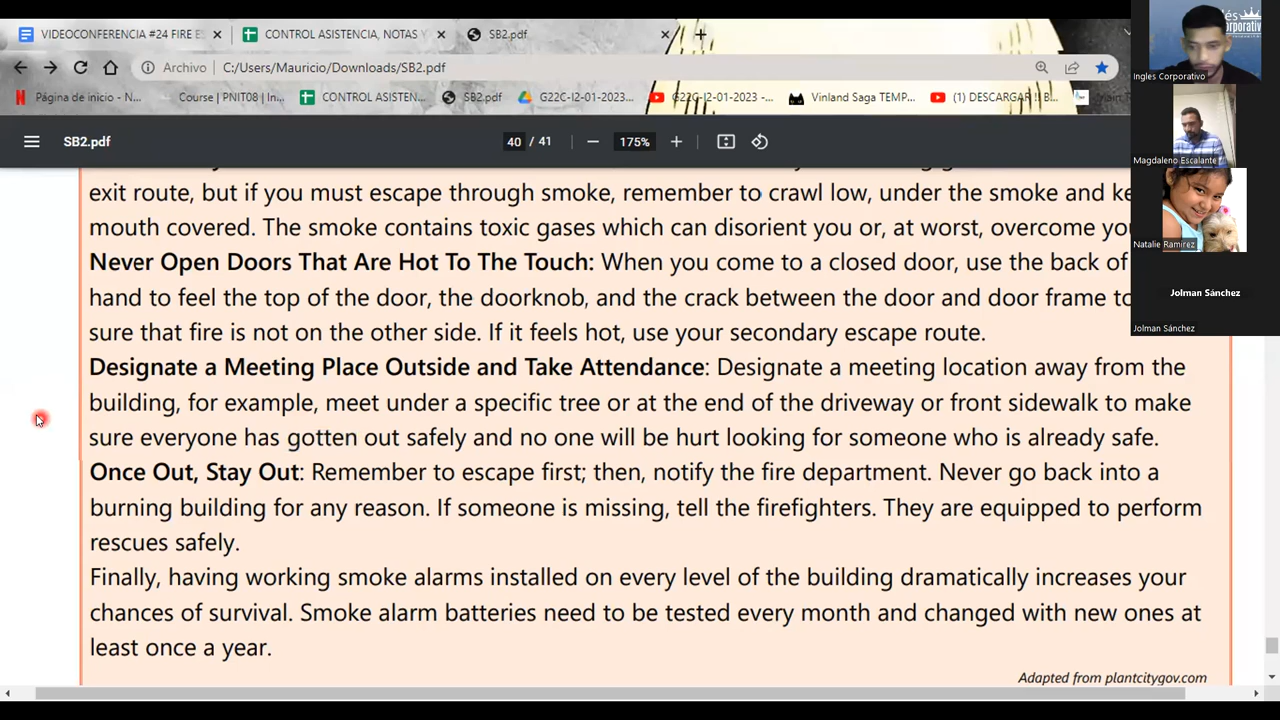 VIDEOCONFERENCIA #24 FIRE ES
CONTROL ASISTENCIA, NOTAS Y
SB2.pdf
Archivo
C:/Users/Mauricio/Downloads/SB2.pdf
Página de inicio - N...
Course | PNIT08 | In...
CONTROL ASISTEN...
SB2.pdf
G22C-I2-01-2023...
G22C-I2-01-2023 -...
Vinland Saga TEMP...
(1) DESCARGAR !! B...
SB2.pdf
40 / 41
175%
exit route, but if you must escape through smoke, remember to crawl low, under the smoke and ke
mouth covered. The smoke contains toxic gases which can disorient you or, at worst, overcome yo
Never Open Doors That Are Hot To The Touch: When you come to a closed door, use the back of
hand to feel the top of the door, the doorknob, and the crack between the door and door frame to
sure that fire is not on the other side. If it feels hot, use your secondary escape route.
Designate a Meeting Place Outside and Take Attendance: Designate a meeting location away from the
building, for example, meet under a specific tree or at the end of the driveway or front sidewalk to make
sure everyone has gotten out safely and no one will be hurt looking for someone who is already safe.
Once Out, Stay Out: Remember to escape first; then, notify the fire department. Never go back into a
burning building for any reason. If someone is missing, tell the firefighters. They are equipped to perform
rescues safely.
Finally, having working smoke alarms installed on every level of the building dramatically increases your
chances of survival. Smoke alarm batteries need to be tested every month and changed with new ones at
least once a year.
Adapted from plantcitygov.com
Ingles Corporativo
Magdaleno Escalante
Natalie Ramirez
Jolman Sánchez
Jolman Sánchez